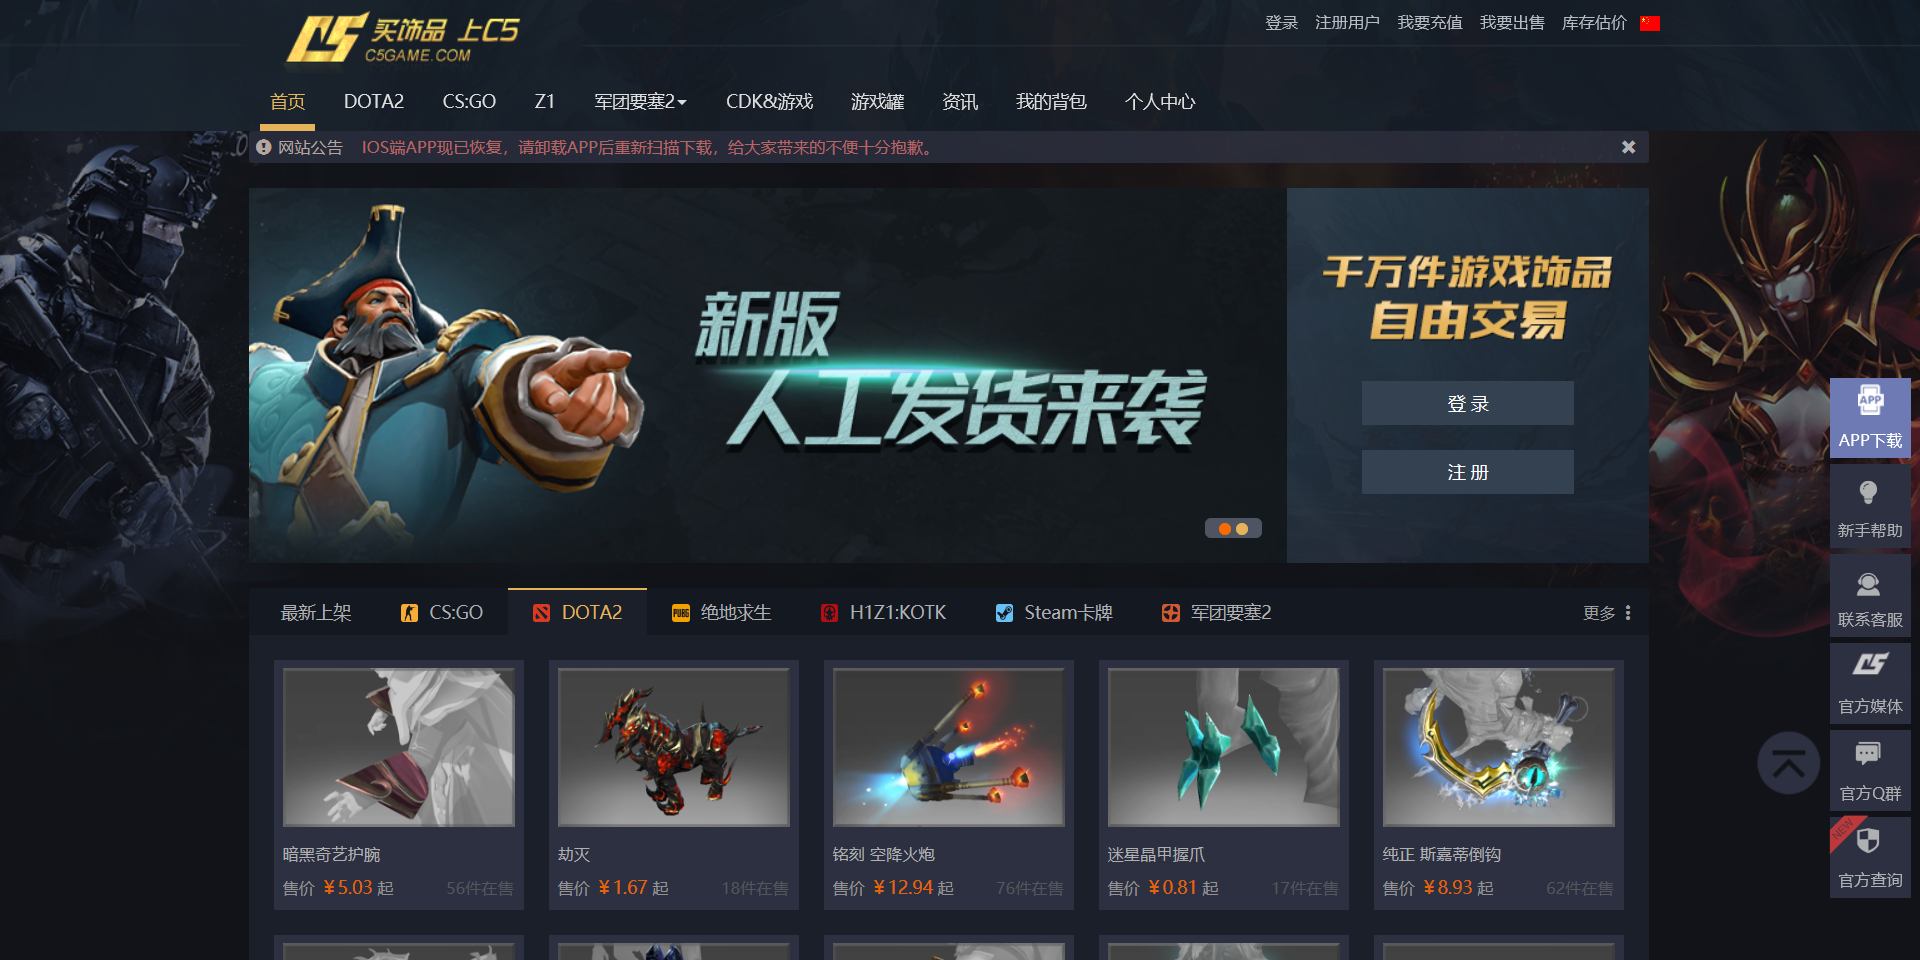 买饰品 上C5
C5GAME.COM
登录 注册用户 我要充值 我要出售 库存估价
首页 DOTA2 CS:GO Z1 军团要塞2 CDK&游戏 游戏罐 资讯 我的背包 个人中心
网站公告 IOS端APP现已恢复，请卸载APP后重新扫描下载，给大家带来的不便十分抱歉。
新版
人工发货来袭
千万件游戏饰品
自由交易
登 录
注 册
最新上架 CS:GO DOTA2 PUBG 绝地求生 H1Z1:KOTK Steam卡牌 军团要塞2 更多
暗黑奇艺护腕
售价 ¥5.03 起 56件在售
劫灭
售价 ¥1.67 起 18件在售
铭刻 空降火炮
售价 ¥12.94 起 76件在售
迷星晶甲握爪
售价 ¥0.81 起 17件在售
纯正 斯嘉蒂倒钩
售价 ¥8.93 起 62件在售
APP
APP下载
新手帮助
联系客服
官方媒体
官方Q群
NEW
官方查询